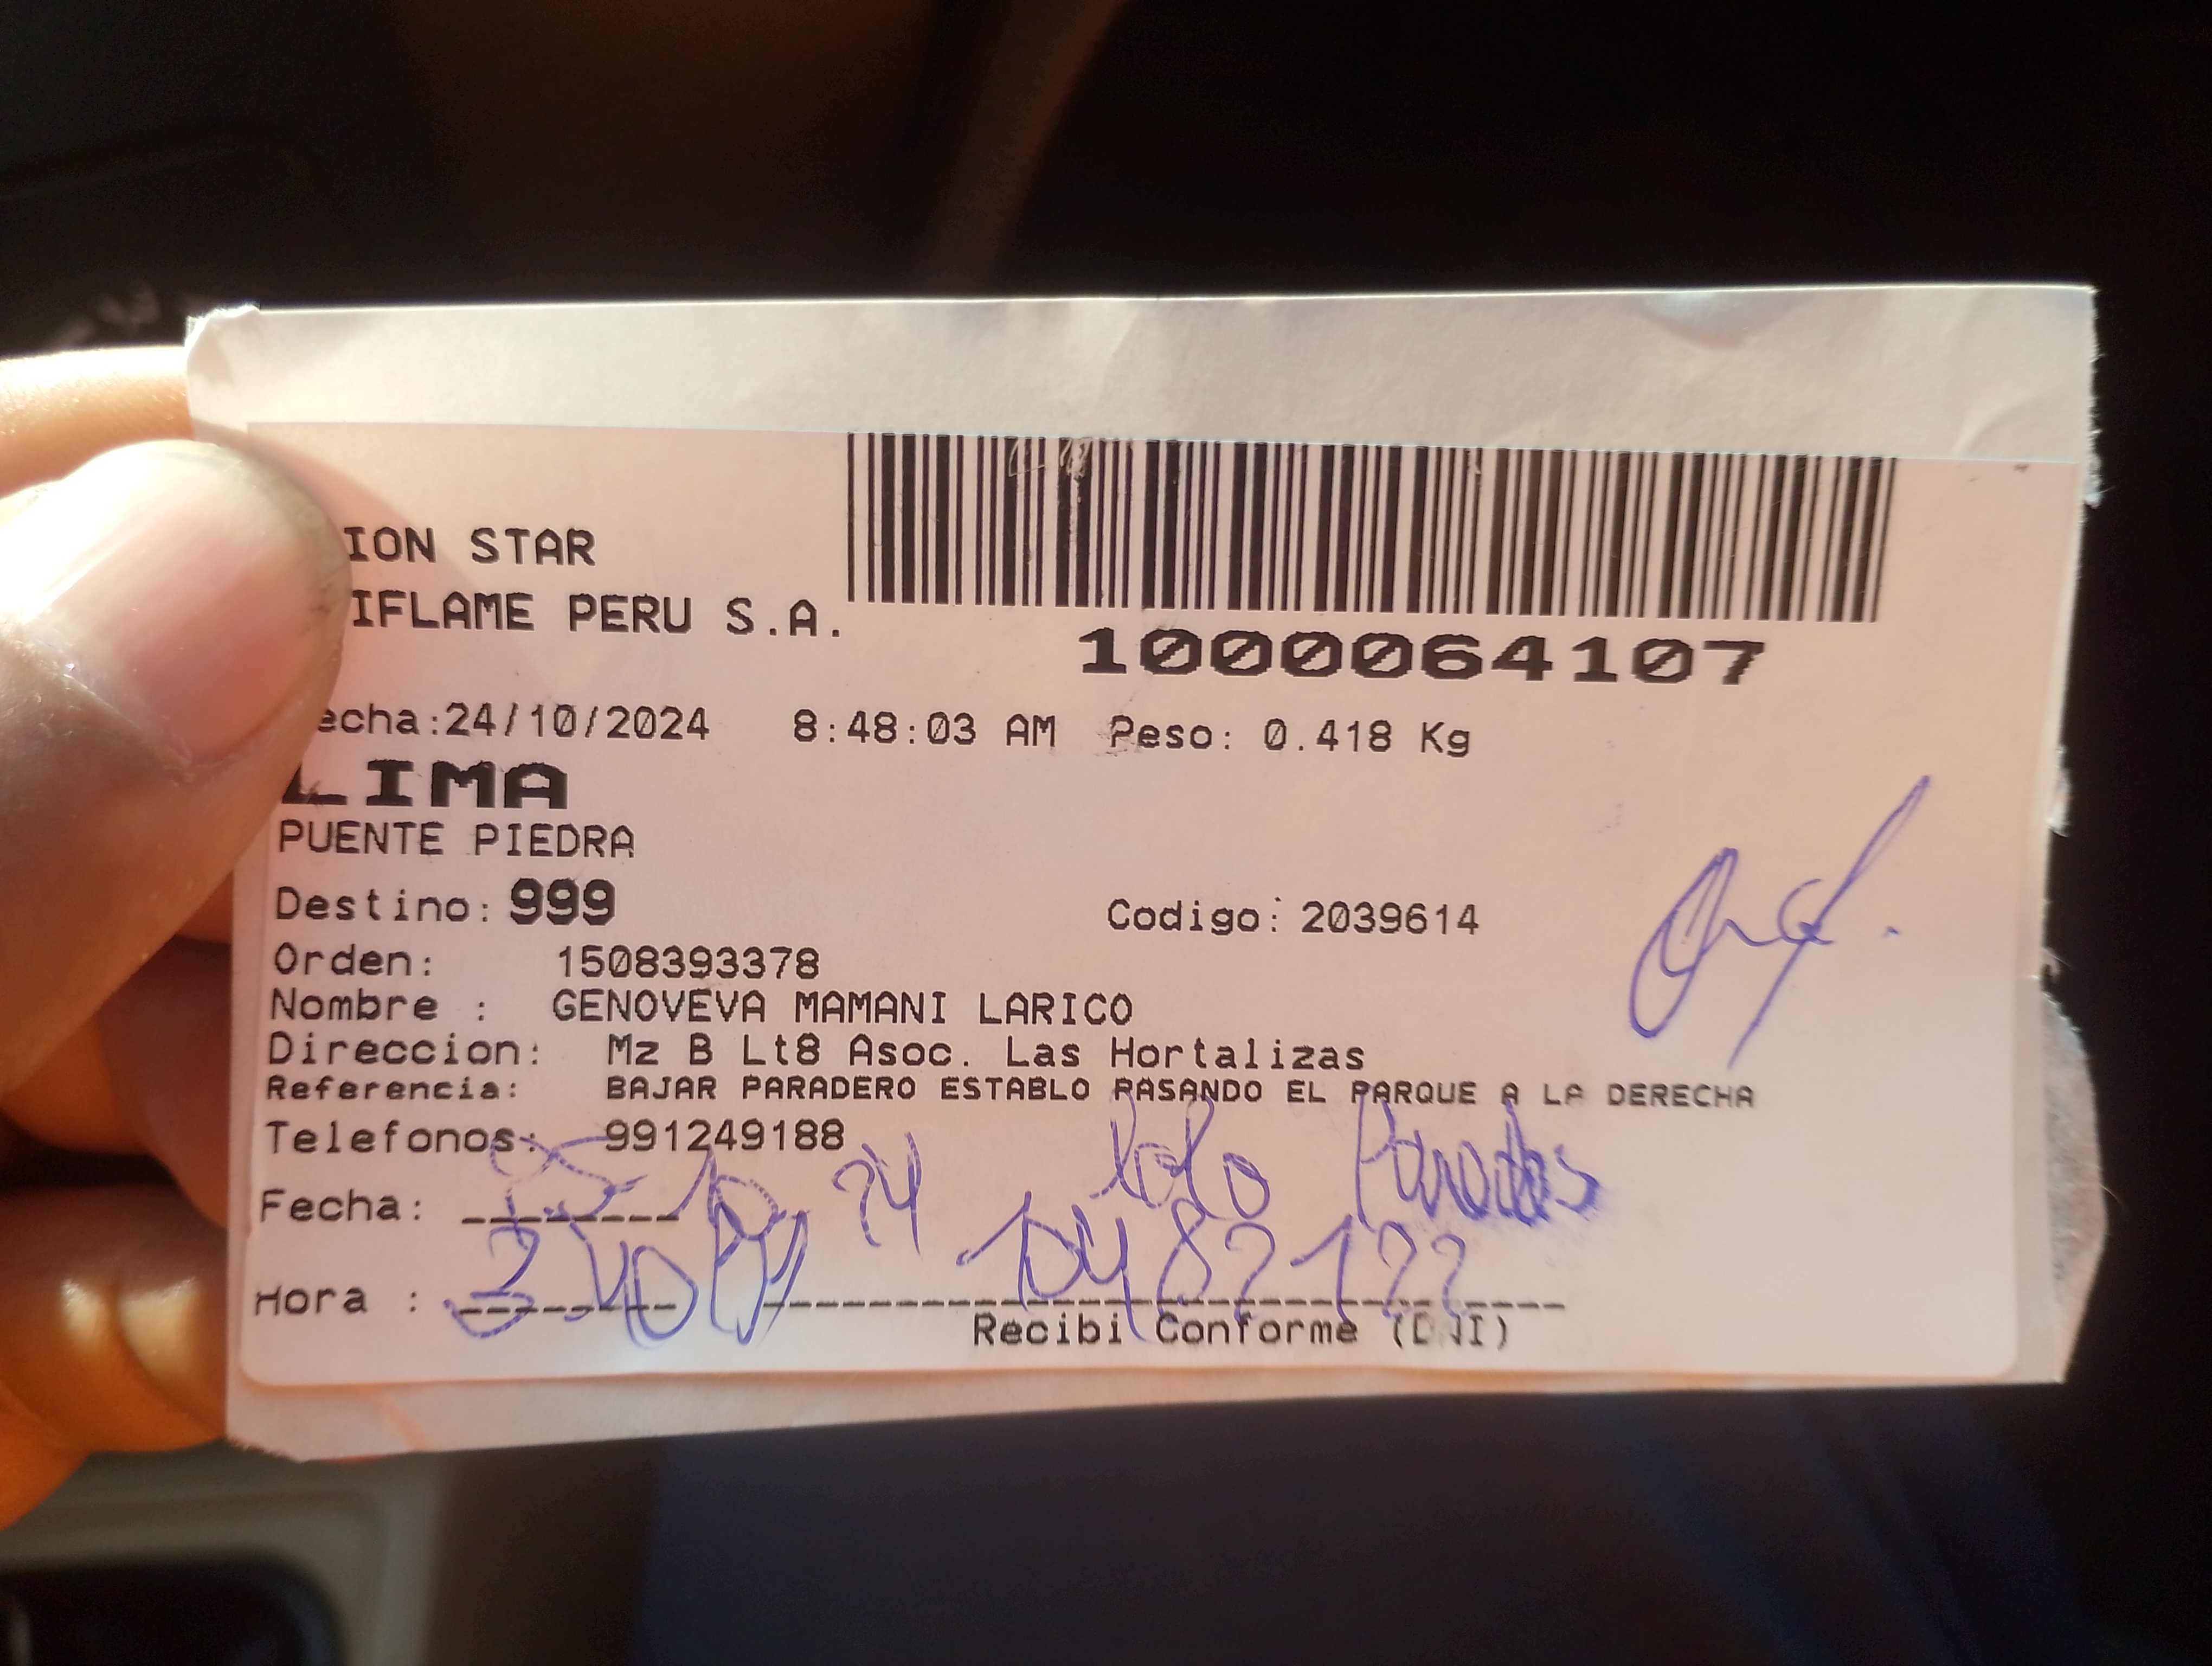 ION STAR
IFLAME PERU S.A.
1000064107
echa:24/10/2024 8:48:03 AM Peso: 0.418 Kg
LIMA
PUENTE PIEDRA
Destino: 999 Codigo: 2039614
Orden: 1508393378
Nombre : GENOVEVA MAMANI LARICO
Direccion: Mz B Lt8 Asoc. Las Hortalizas
Referencia: BAJAR PARADERO ESTABLO PASANDO EL PARQUE A LA DERECHA
Telefonos: 991249188
Fecha: 24
Hora :
Recibi Conforme (DNI)